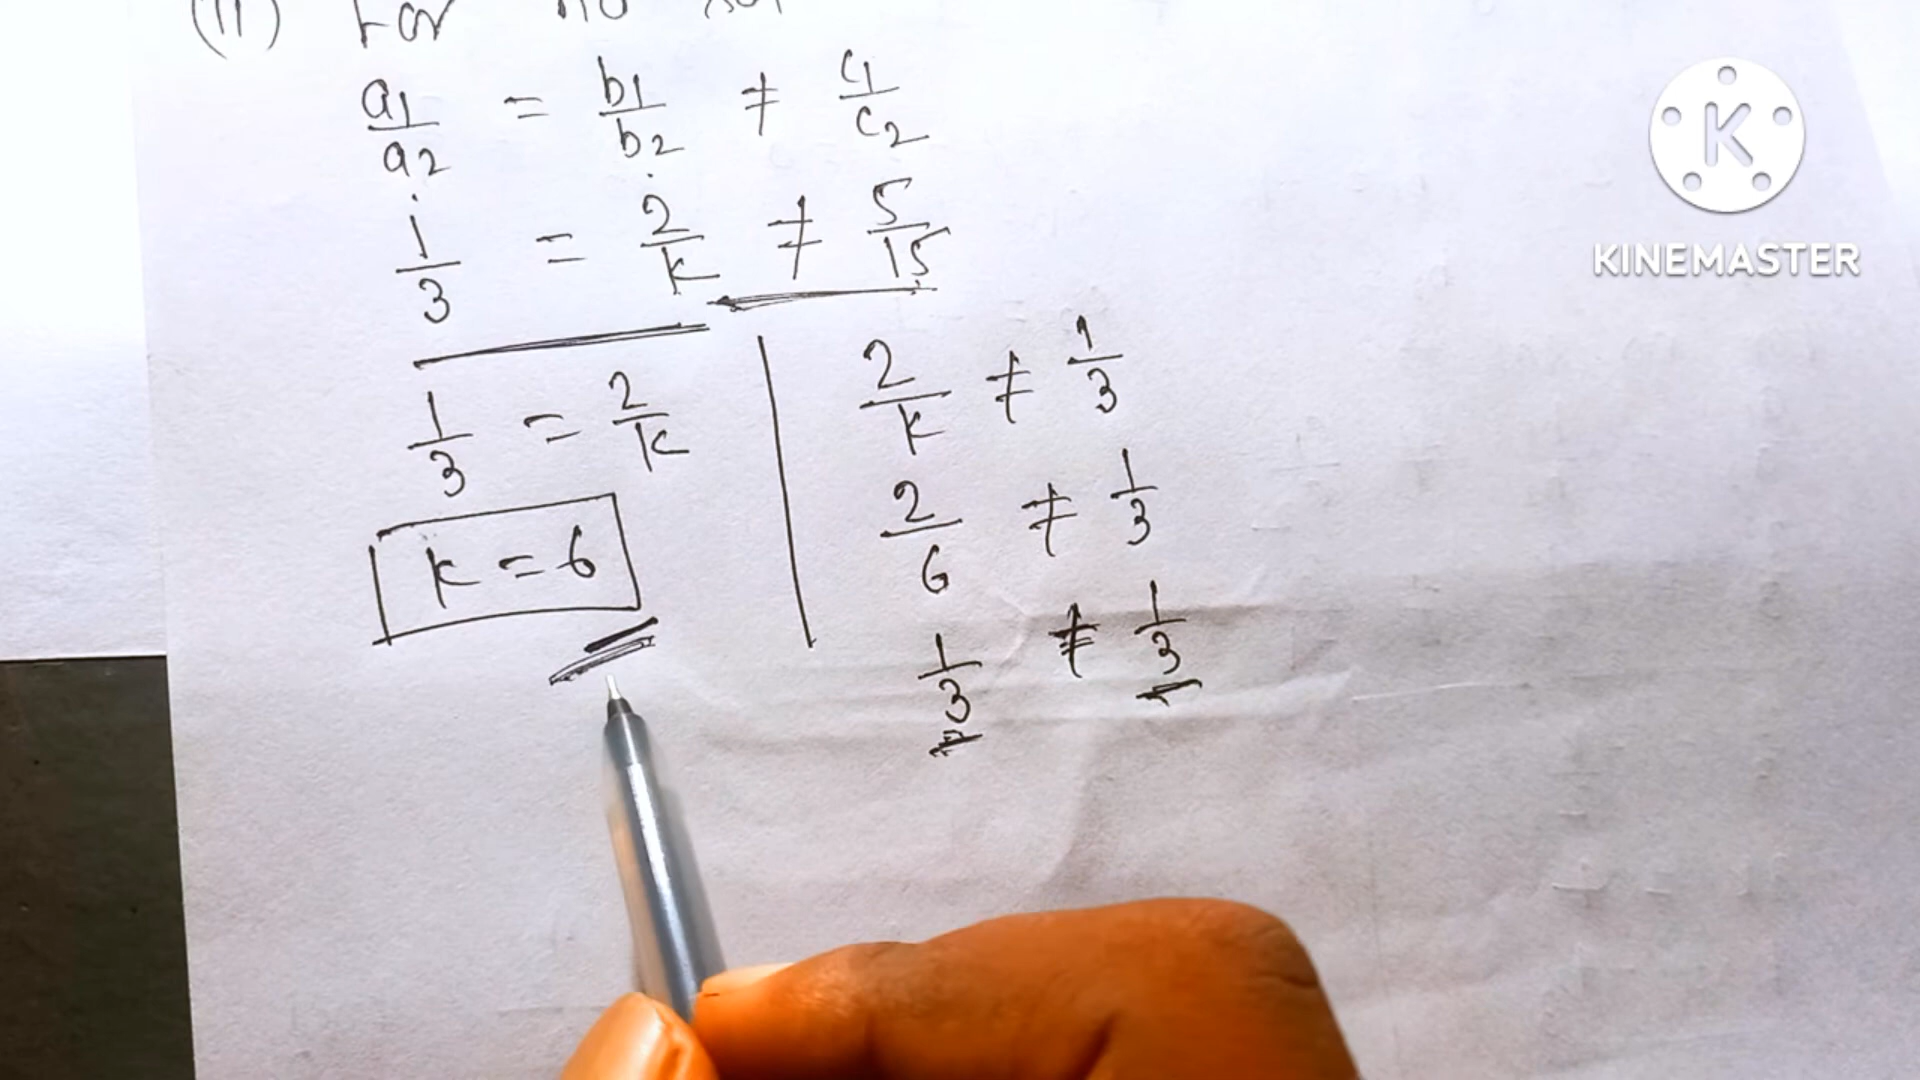 (ii) For no
a1/a2 = b1/b2 ≠ c1/c2
1/3 = 2/k ≠ 5/15
1/3 = 2/k
k = 6
2/k ≠ 1/3
2/6 ≠ 1/3
1/3 ≠ 1/3
K
KINEMASTER